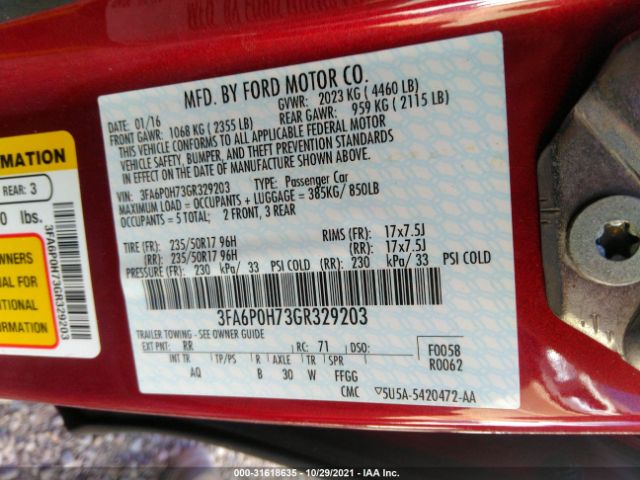 MFD. BY FORD MOTOR CO.
DATE: 01/16 GVWR: 2023 KG ( 4460 LB)
FRONT GAWR: 1068 KG ( 2355 LB) REAR GAWR: 959 KG ( 2115 LB)
THIS VEHICLE CONFORMS TO ALL APPLICABLE FEDERAL MOTOR
VEHICLE SAFETY, BUMPER, AND THEFT PREVENTION STANDARDS
IN EFFECT ON THE DATE OF MANUFACTURE SHOWN ABOVE.
VIN: 3FA6P0H73GR329203 TYPE: Passenger Car
MAXIMUM LOAD = OCCUPANTS + LUGGAGE = 385KG/ 850LB
OCCUPANTS = 5 TOTAL: 2 FRONT, 3 REAR
TIRE (FR): 235/50R17 96H RIMS (FR): 17x7.5J
(RR): 235/50R17 96H (RR): 17x7.5J
PRESSURE (FR): 230 kPa/ 33 PSI COLD (RR): 230 kPa/ 33 PSI COLD
3FA6P0H73GR329203
TRAILER TOWING - SEE OWNER GUIDE
EXT PNT: RR RC: 71 DSO: F0058
R0062
INT TR TP/PS R AXLE TR SPR
AQ B 30 W FFGG
CMC 5U5A-5420472-AA
ORMATION
REAR: 3
0 lbs.
WNERS
UAL FOR
ITIONAL
RMATION
3FA6P0H73GR329203
000-31618635 - 10/29/2021 - IAA Inc.